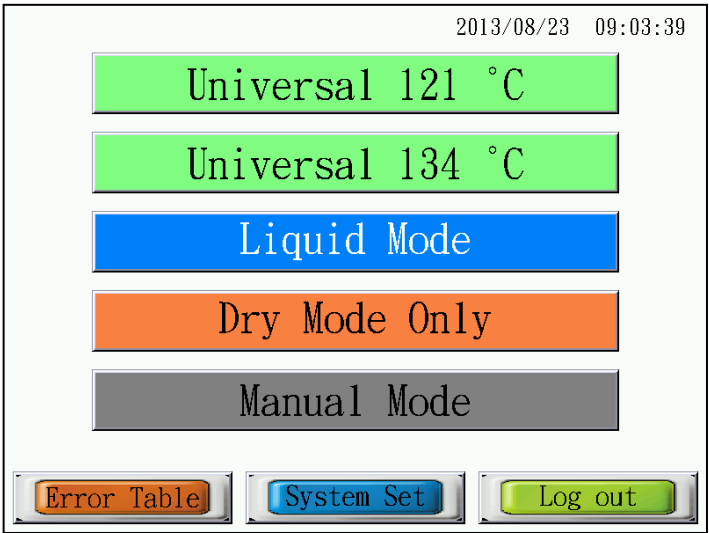 2013/08/23 09:03:39
Universal 121 °C
Universal 134 °C
Liquid Mode
Dry Mode Only
Manual Mode
Error Table System Set Log out